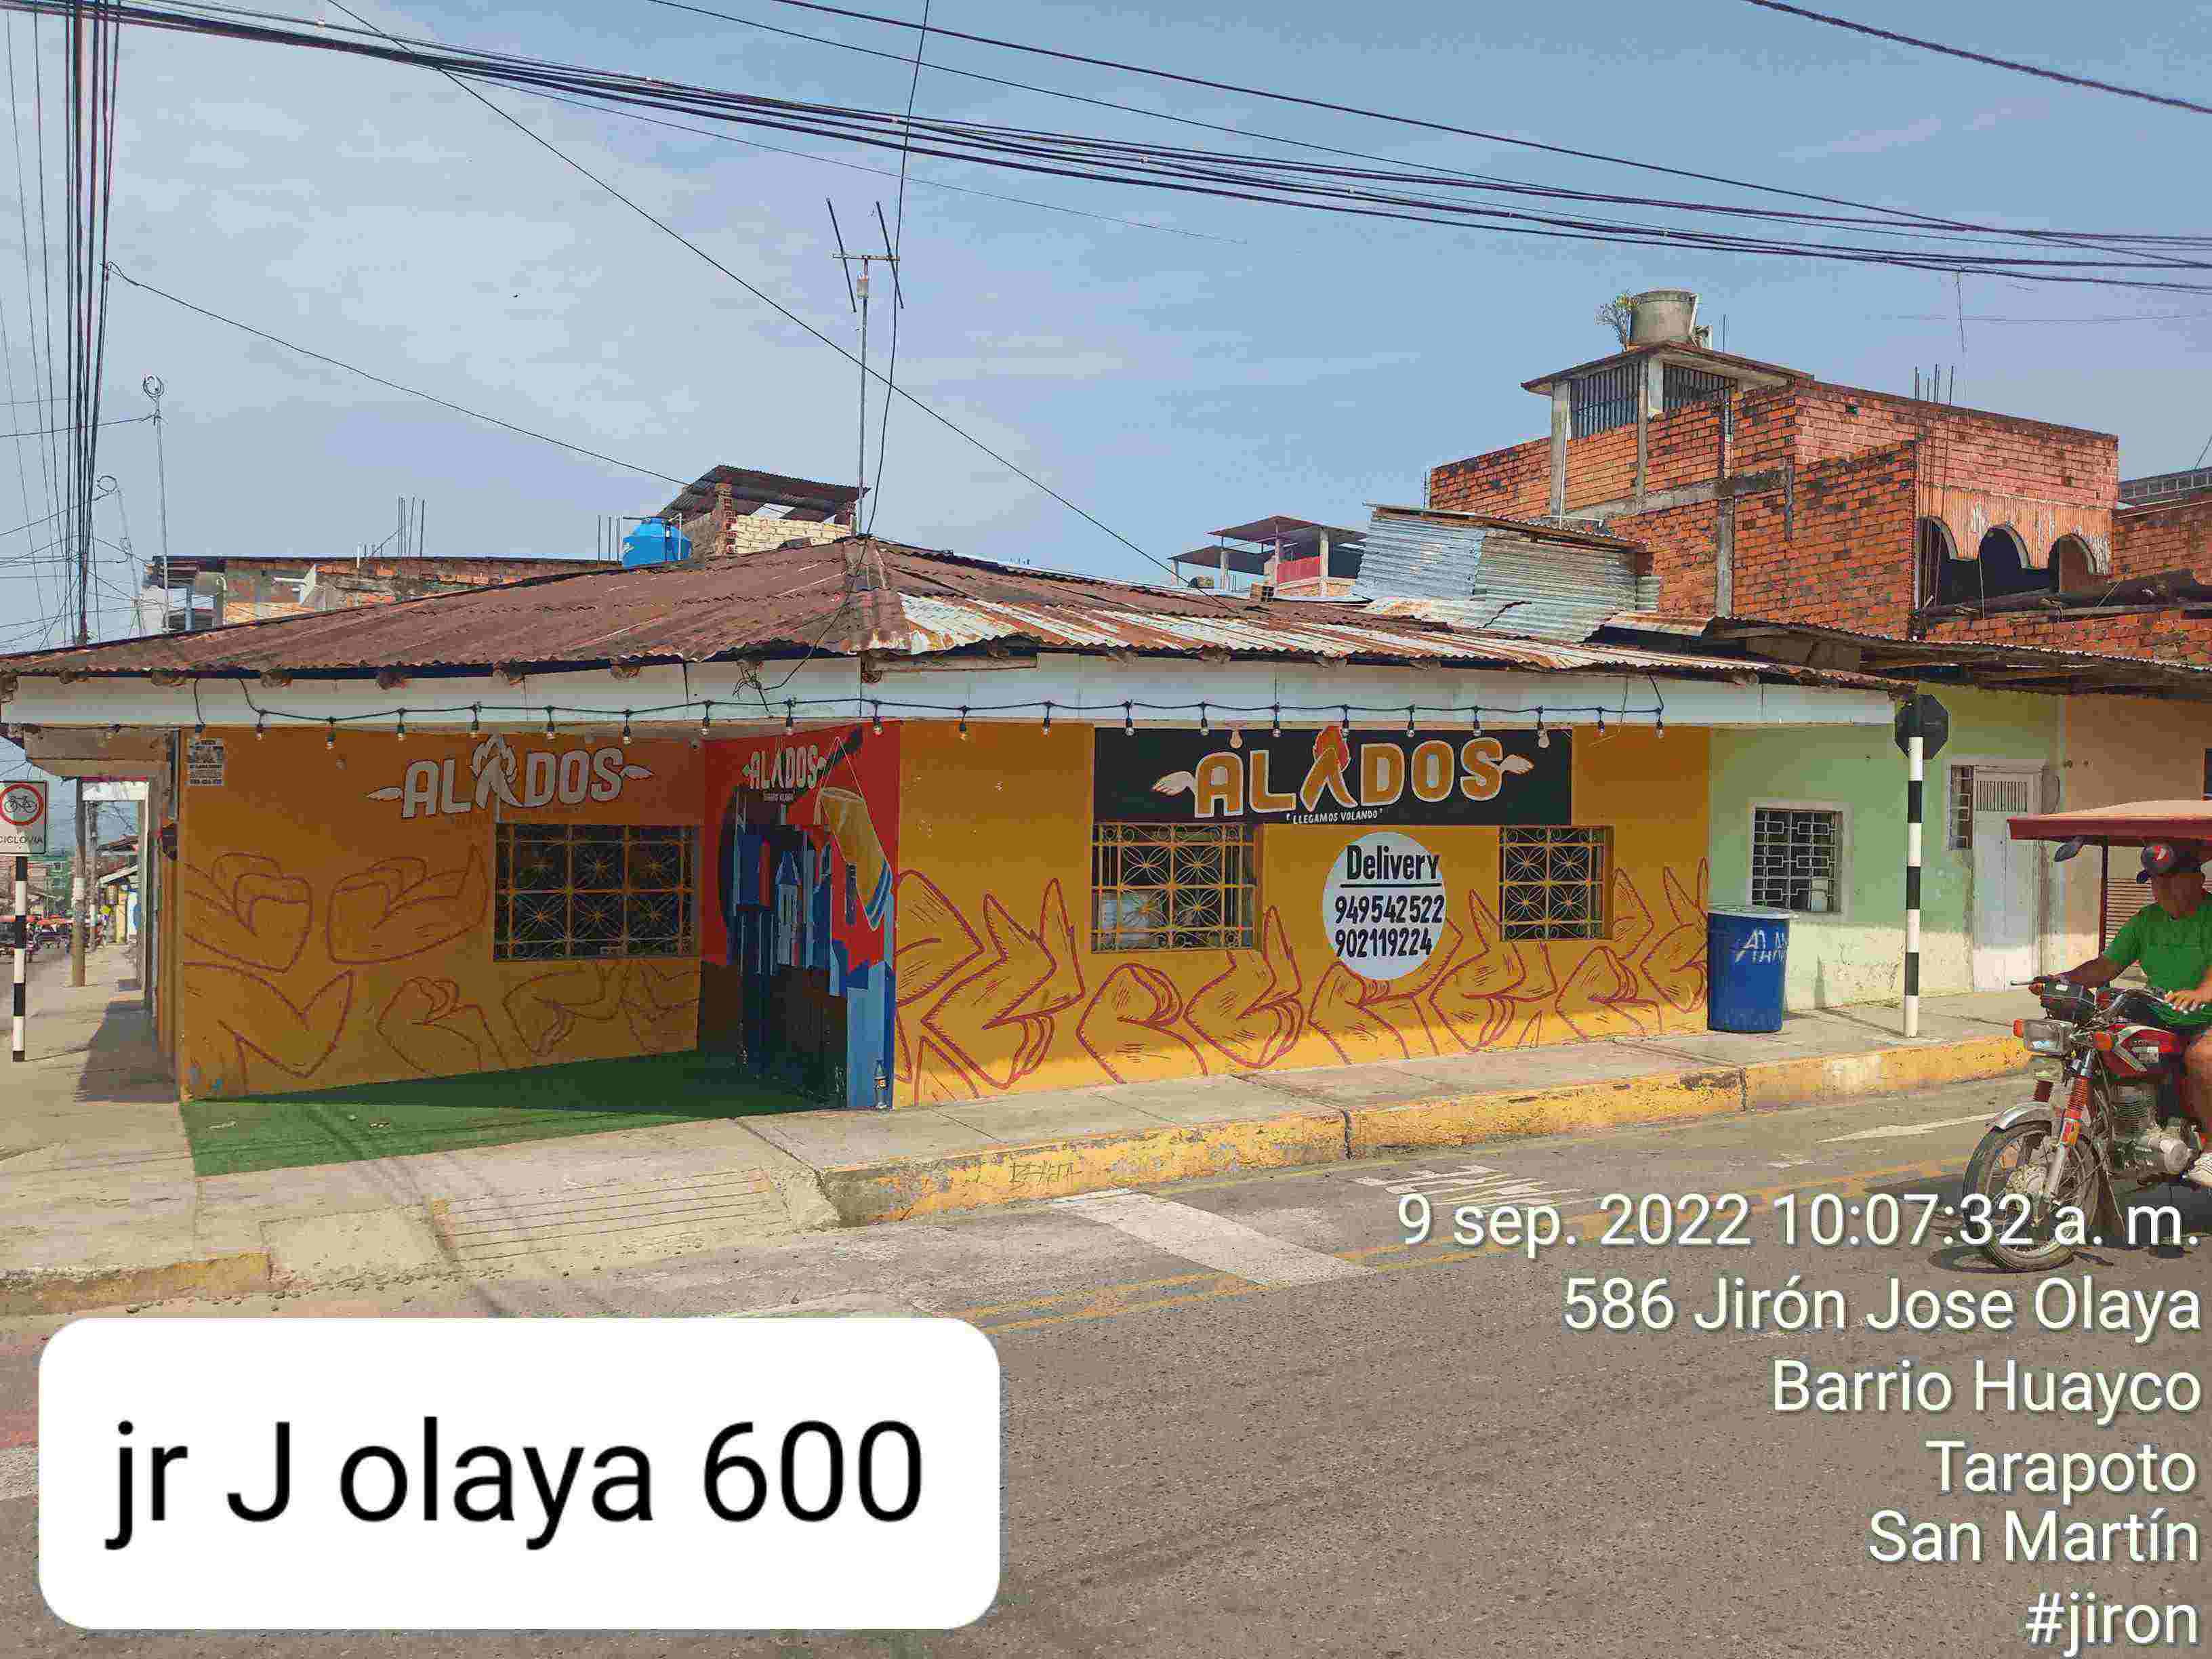 ALADOS
ALADOS
ALADOS
"LLEGAMOS VOLANDO"
Delivery
949542522
902119224
CICLOVIA
9 sep. 2022 10:07:32 a. m.
586 Jirón Jose Olaya
Barrio Huayco
Tarapoto
San Martín
#jiron
jr J olaya 600